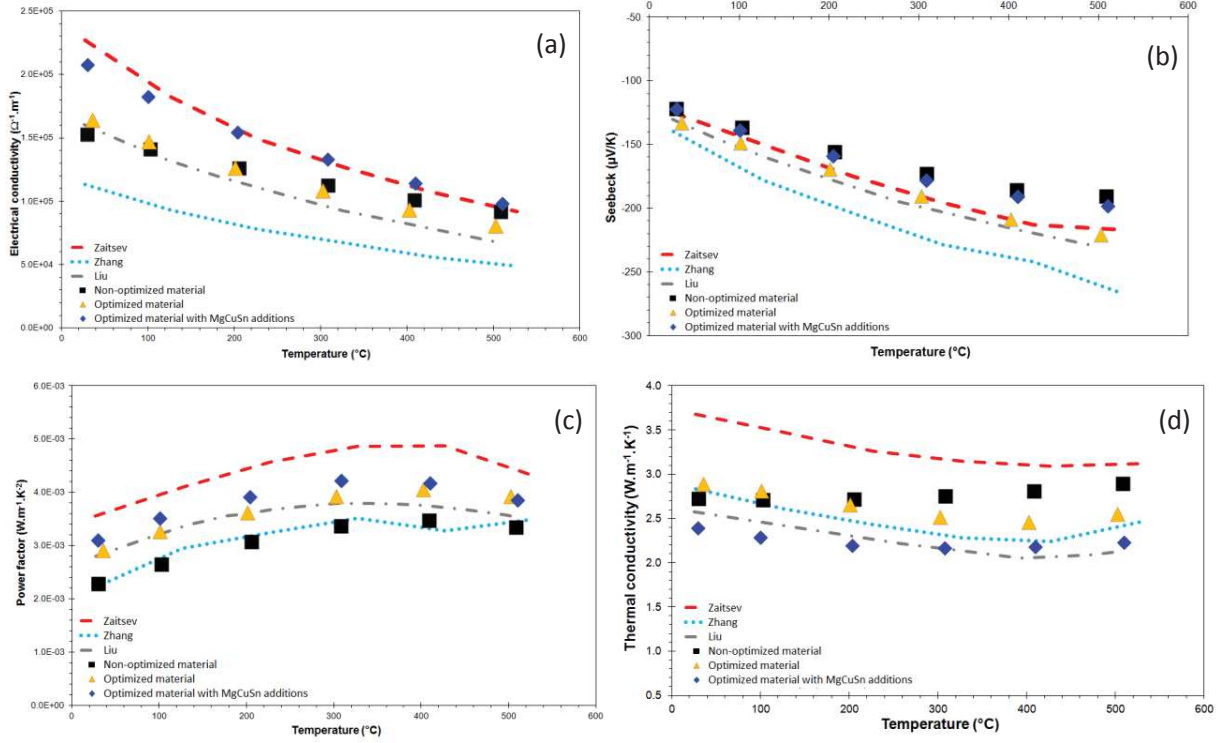 (a)
Electrical conductivity (Ω⁻¹.m⁻¹)
2.5E+05
2.0E+05
1.5E+05
1.0E+05
5.0E+04
0.0E+00
Zaitsev
Zhang
Liu
Non-optimized material
Optimized material
Optimized material with MgCuSn additions
0 100 200 300 400 500 600
Temperature (°C)
(b)
0 100 200 300 400 500 600
Seebeck (µV/K)
-50
-100
-150
-200
-250
-300
Zaitsev
Zhang
Liu
Non-optimized material
Optimized material
Optimized material with MgCuSn additions
Temperature (°C)
(c)
Power factor (W.m⁻¹.K⁻²)
6.0E-03
5.0E-03
4.0E-03
3.0E-03
2.0E-03
1.0E-03
0.0E+00
Zaitsev
Zhang
Liu
Non-optimized material
Optimized material
Optimized material with MgCuSn additions
0 100 200 300 400 500 600
Temperature (°C)
(d)
Thermal conductivity (W.m⁻¹.K⁻¹)
4.0
3.5
3.0
2.5
2.0
1.5
1.0
0.5
Zaitsev
Zhang
Liu
Non-optimized material
Optimized material
Optimized material with MgCuSn additions
0 100 200 300 400 500 600
Temperature (°C)